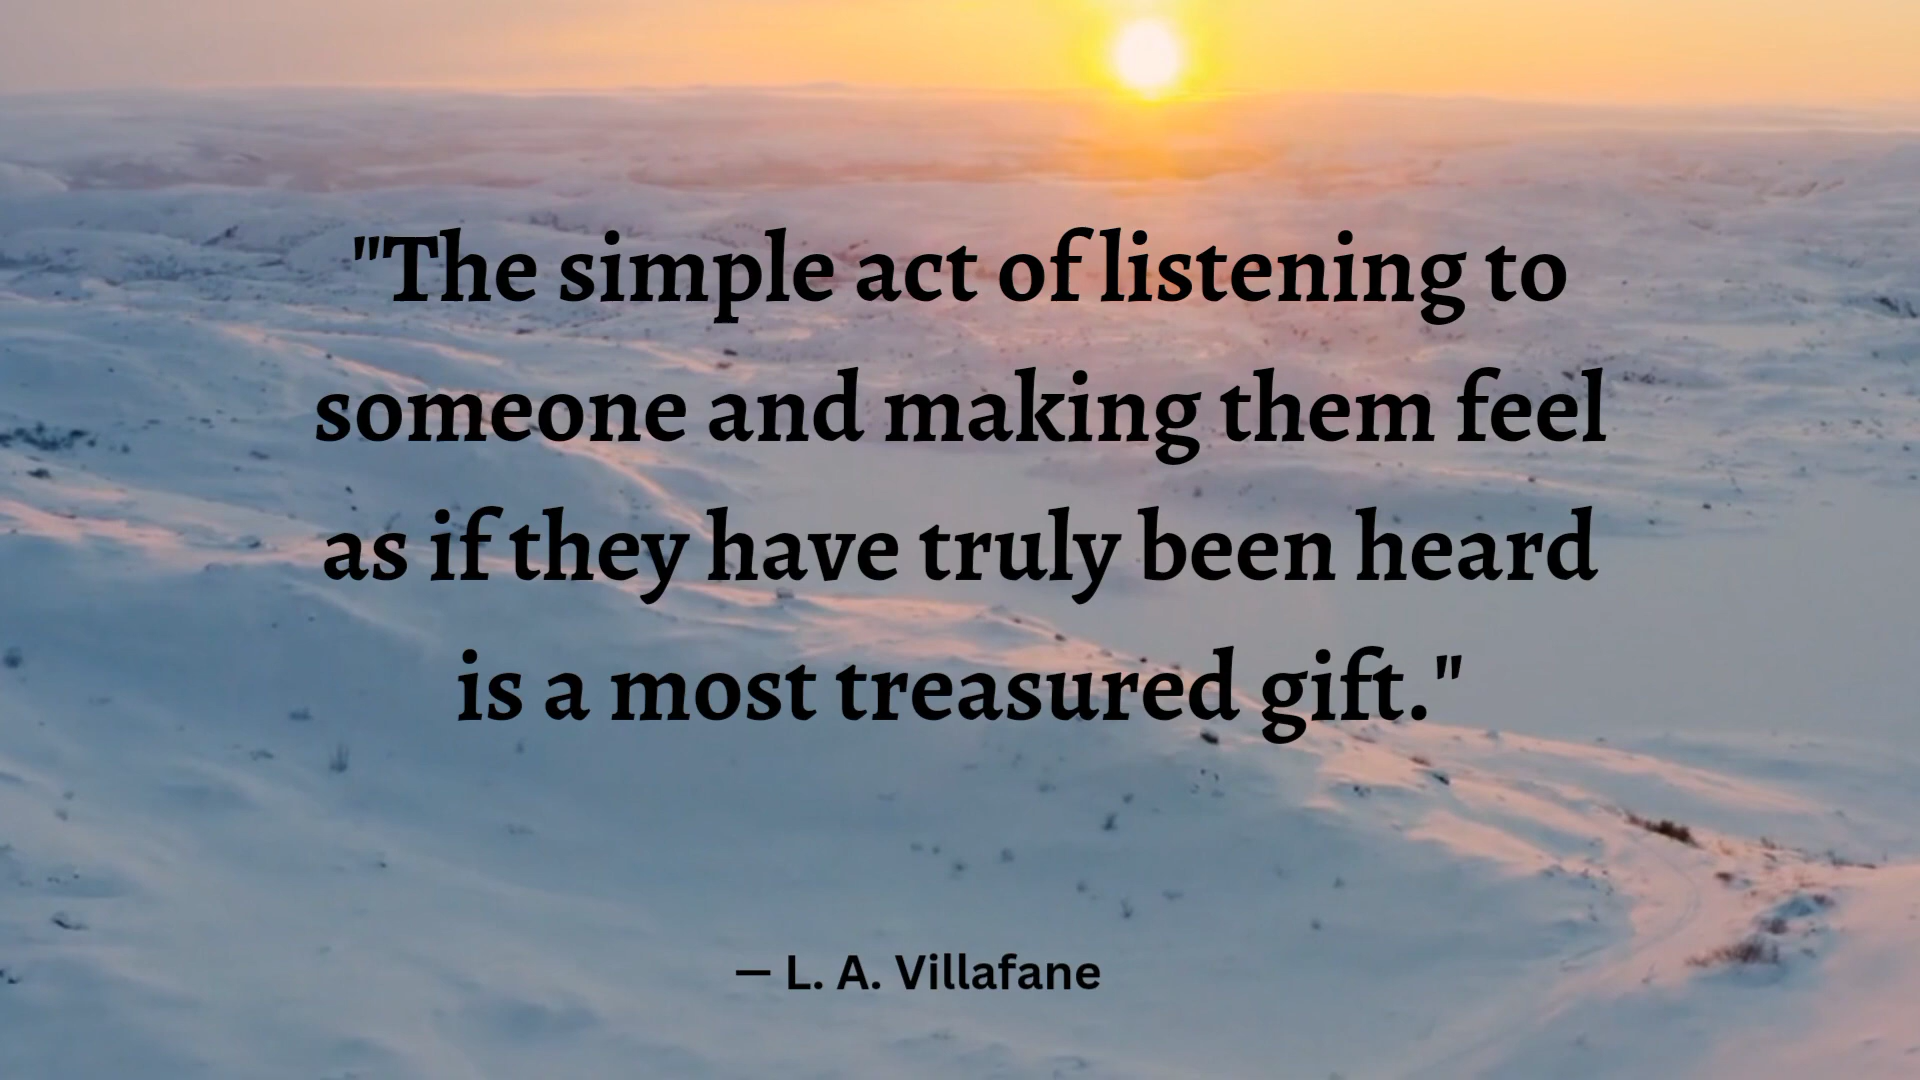 "The simple act of listening to
someone and making them feel
as if they have truly been heard
is a most treasured gift."
— L. A. Villafane